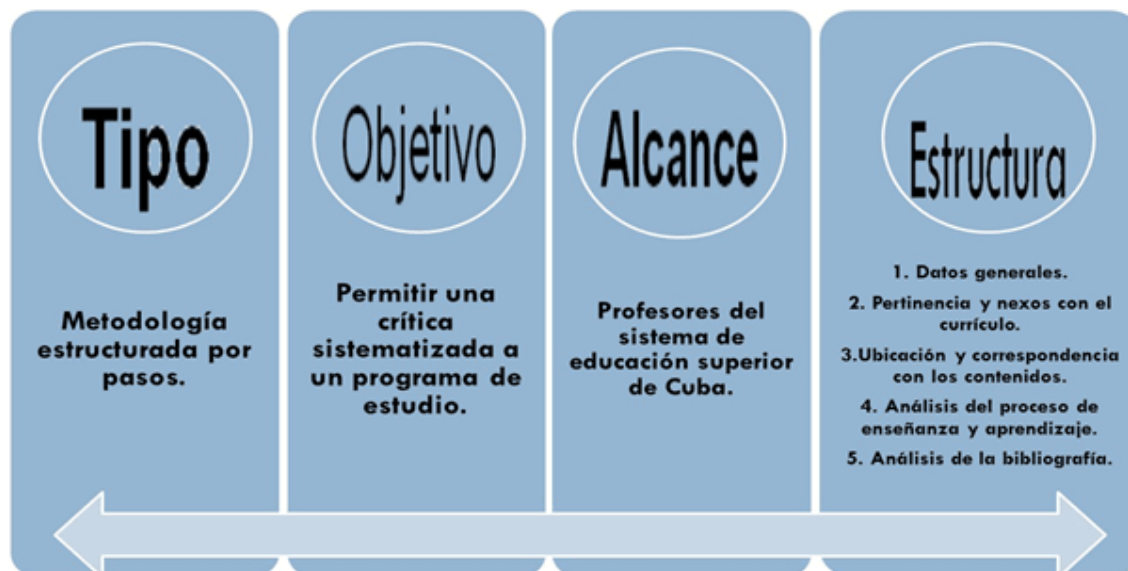 Tipo
Metodología
estructurada por
pasos.
Objetivo
Permitir una
crítica
sistematizada a
un programa de
estudio.
Alcance
Profesores del
sistema de
educación superior
de Cuba.
Estructura
1. Datos generales.
2. Pertinencia y nexos con el
currículo.
3.Ubicación y correspondencia
con los contenidos.
4. Análisis del proceso de
enseñanza y aprendizaje.
5. Análisis de la bibliografía.